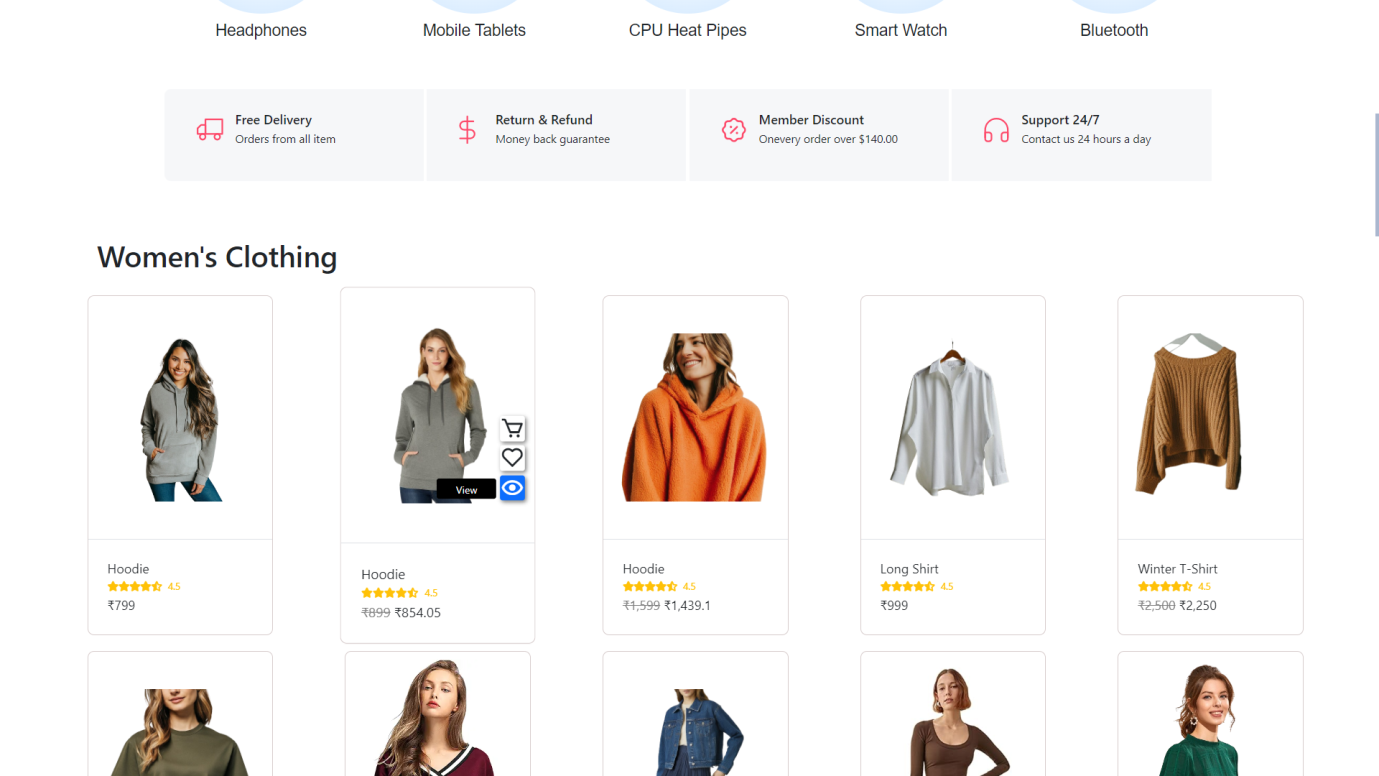 Headphones
Mobile Tablets
CPU Heat Pipes
Smart Watch
Bluetooth
Free Delivery
Orders from all item
Return & Refund
Money back guarantee
Member Discount
Onevery order over $140.00
Support 24/7
Contact us 24 hours a day
Women's Clothing
View
Hoodie
4.5
₹799
Hoodie
4.5
₹899 ₹854.05
Hoodie
4.5
₹1,599 ₹1,439.1
Long Shirt
4.5
₹999
Winter T-Shirt
4.5
₹2,500 ₹2,250